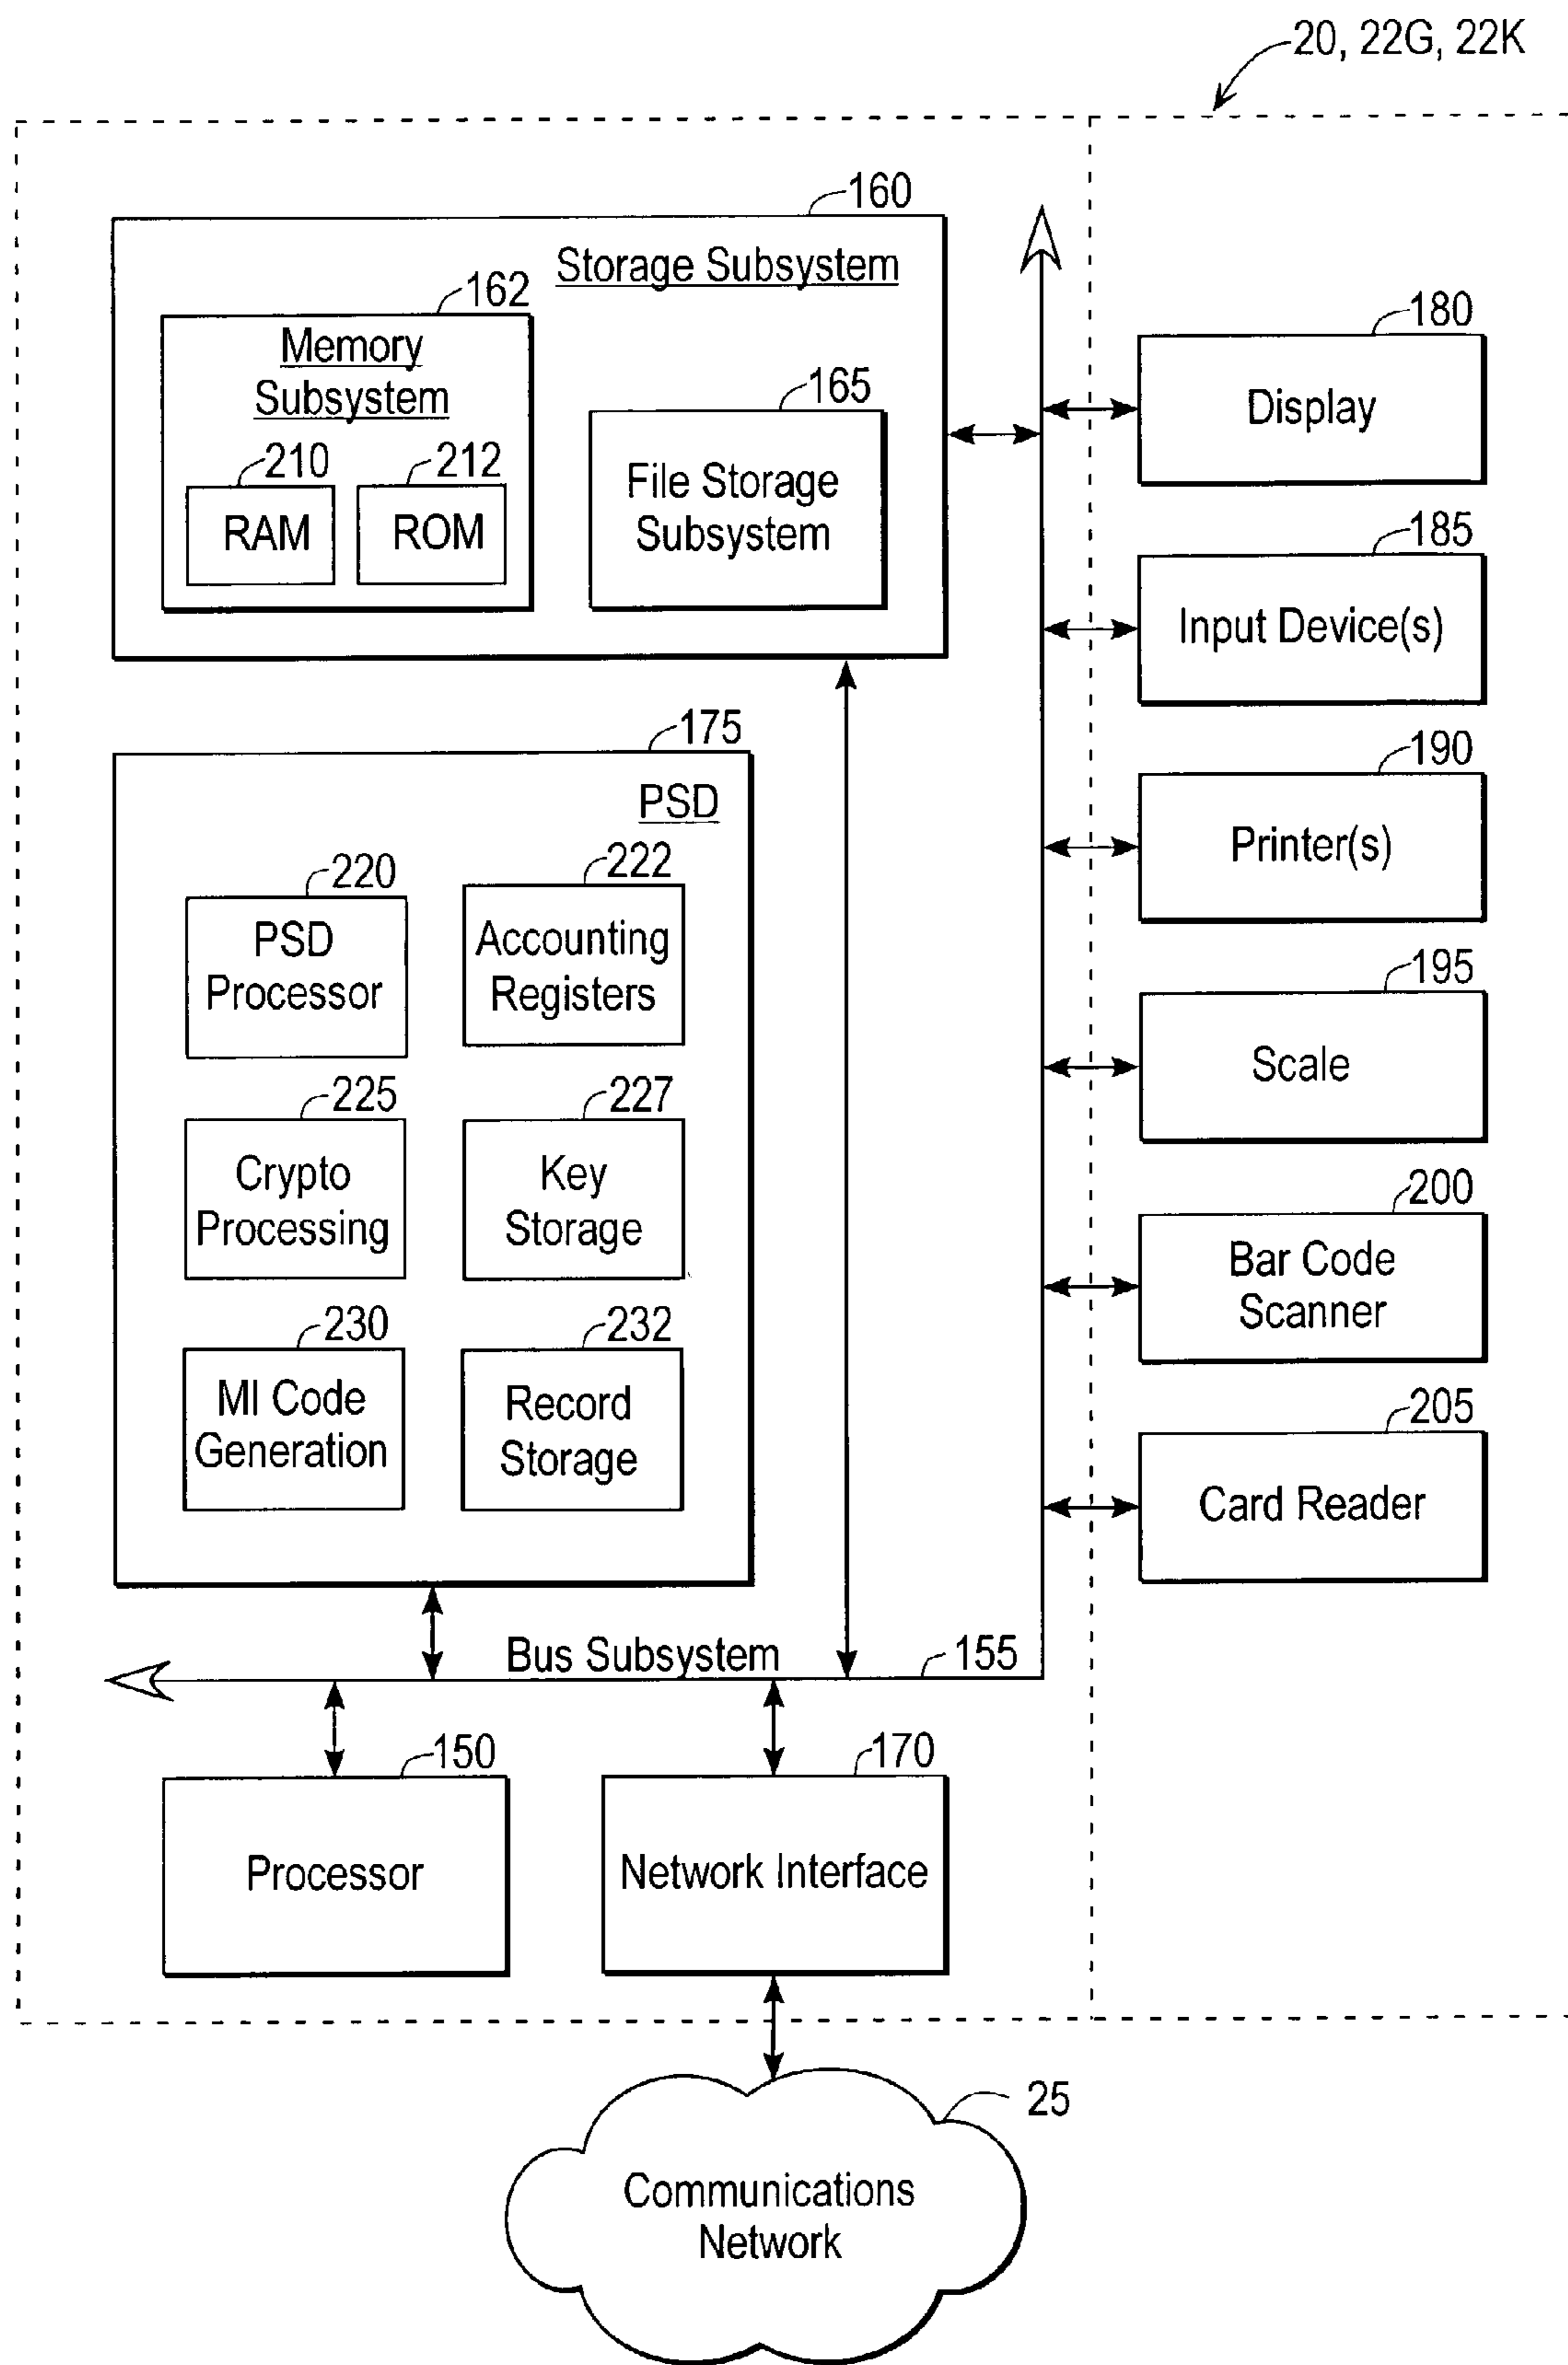 20, 22G, 22K
160
Storage Subsystem
162
Memory
Subsystem
210
RAM
212
ROM
165
File Storage
Subsystem
180
Display
185
Input Device(s)
190
Printer(s)
195
Scale
200
Bar Code
Scanner
205
Card Reader
175
PSD
220
PSD
Processor
222
Accounting
Registers
225
Crypto
Processing
227
Key
Storage
230
MI Code
Generation
232
Record
Storage
Bus Subsystem
155
150
Processor
170
Network Interface
25
Communications
Network